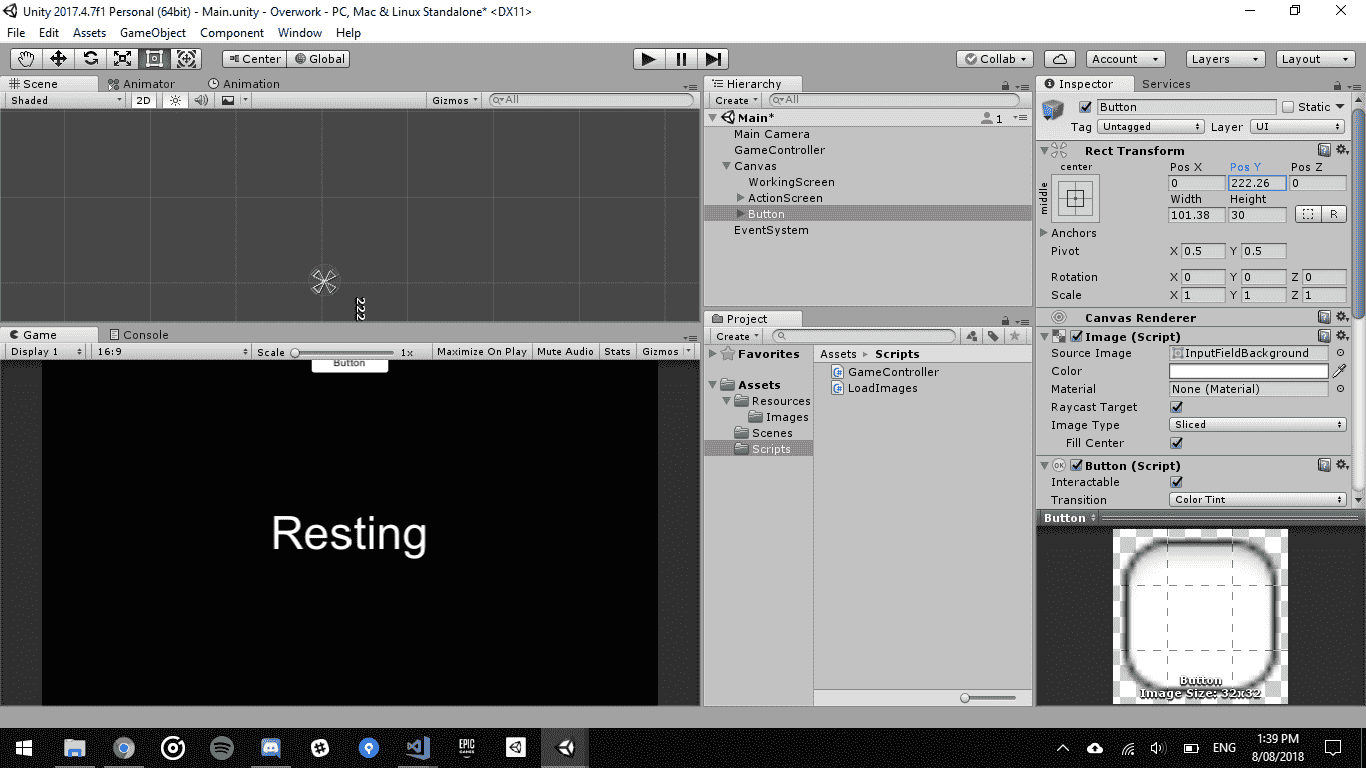 Unity 2017.4.7f1 Personal (64bit) - Main.unity - Overwork - PC, Mac & Linux Standalone* <DX11>
File Edit Assets GameObject Component Window Help
Center Global Collab Account Layers Layout
Scene Animator Animation
Shaded 2D Gizmos All
222
Game Console
Display 1 16:9 Scale 1x Maximize On Play Mute Audio Stats Gizmos
Button
Resting
Hierarchy
Create All
Main* 1
Main Camera
GameController
Canvas
WorkingScreen
ActionScreen
Button
EventSystem
Project
Create
Favorites
Assets
Resources
Images
Scenes
Scripts
Assets Scripts
GameController
LoadImages
Inspector Services
Button Static
Tag Untagged Layer UI
Rect Transform
center
middle
Pos X Pos Y Pos Z
0 222.26 0
Width Height
101.38 30 R
Anchors
Pivot X 0.5 Y 0.5
Rotation X 0 Y 0 Z 0
Scale X 1 Y 1 Z 1
Canvas Renderer
Image (Script)
Source Image InputFieldBackground
Color
Material None (Material)
Raycast Target
Image Type Sliced
Fill Center
OK Button (Script)
Interactable
Transition Color Tint
Button
Button
Image Size: 32x32
EPIC GAMES
ENG
1:39 PM
8/08/2018